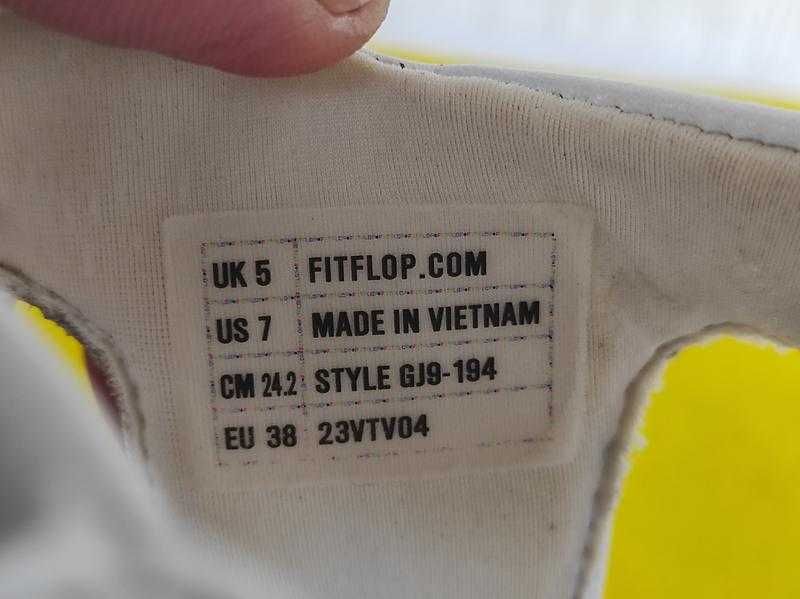 UK 5 FITFLOP.COM
US 7 MADE IN VIETNAM
CM 24.2 STYLE GJ9-194
EU 38 23VTV04